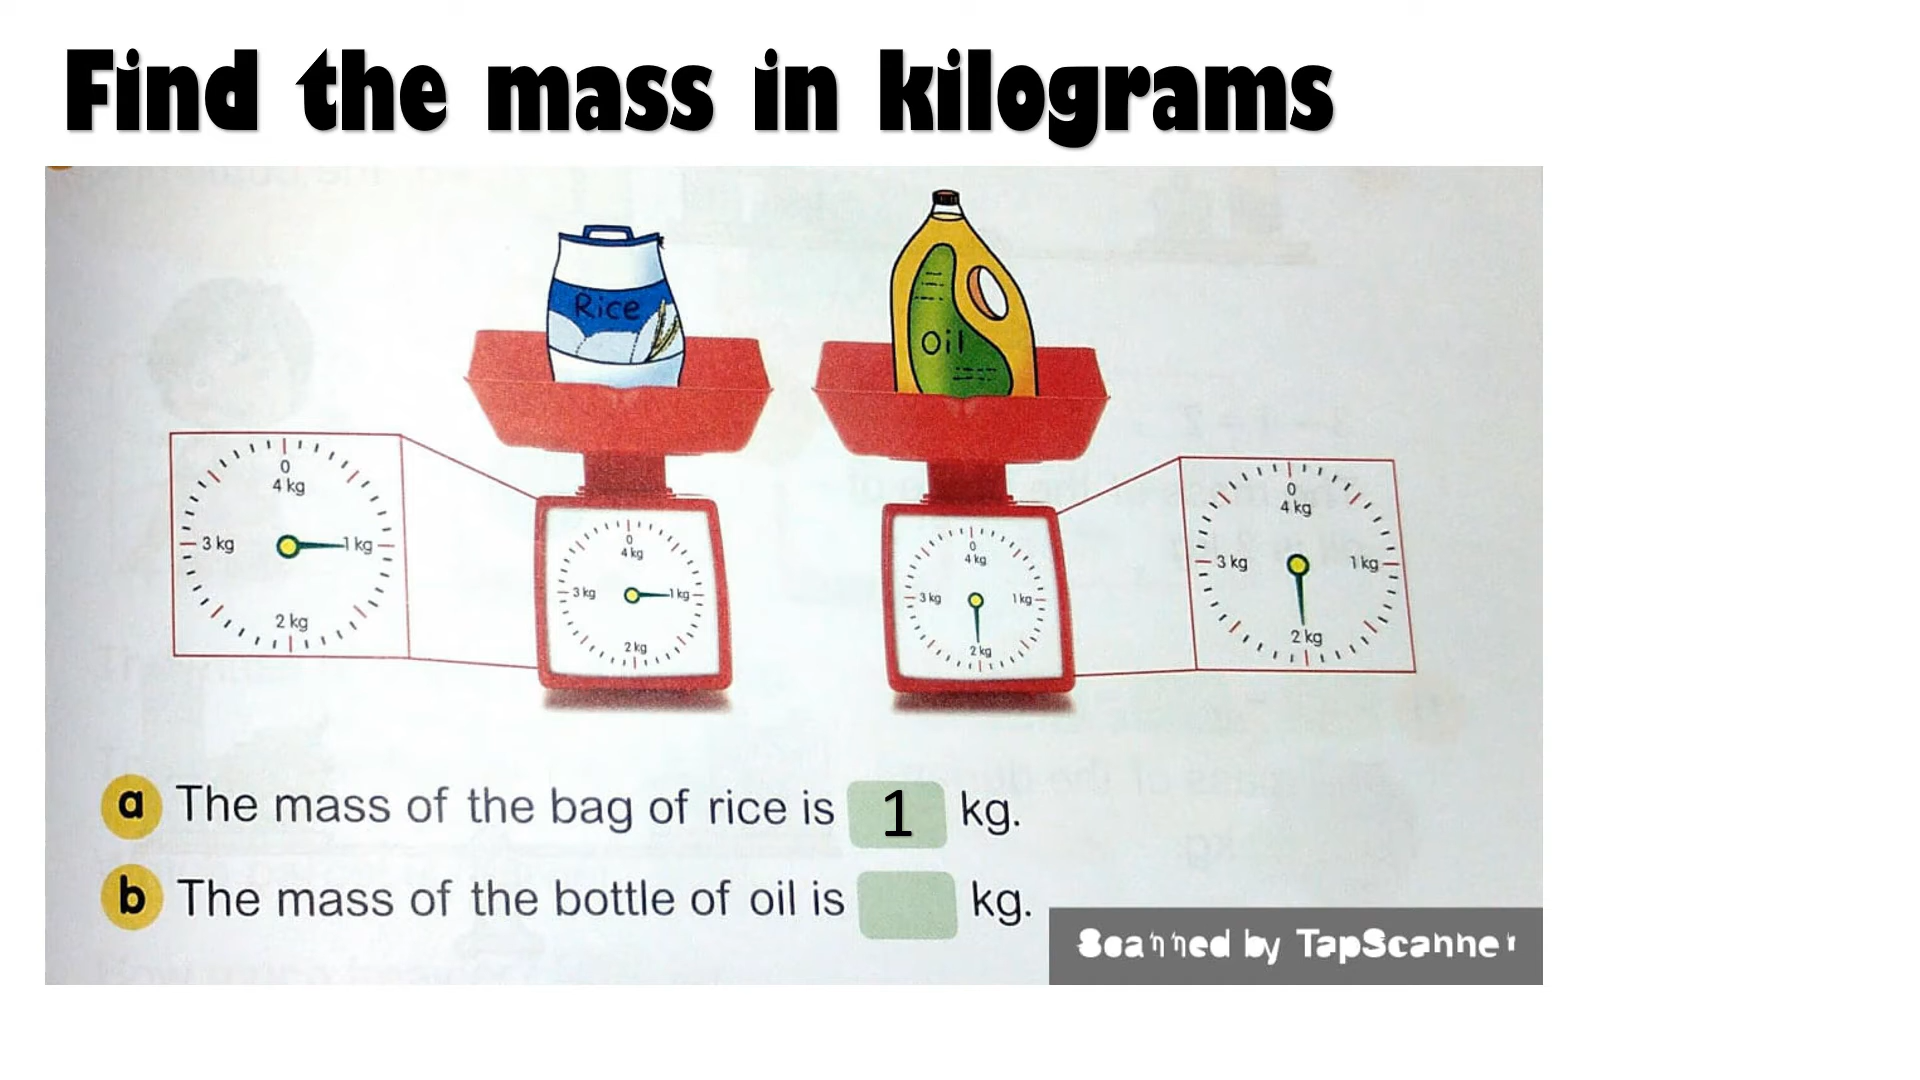 Find the mass in kilograms
Rice
Oil
0
4 kg
3 kg
1 kg
2 kg
0
4 kg
3 kg
1 kg
2 kg
0
4 kg
3 kg
1 kg
2 kg
0
4 kg
3 kg
1 kg
2 kg
a The mass of the bag of rice is 1 kg.
b The mass of the bottle of oil is kg.
Scanned by TapScanner